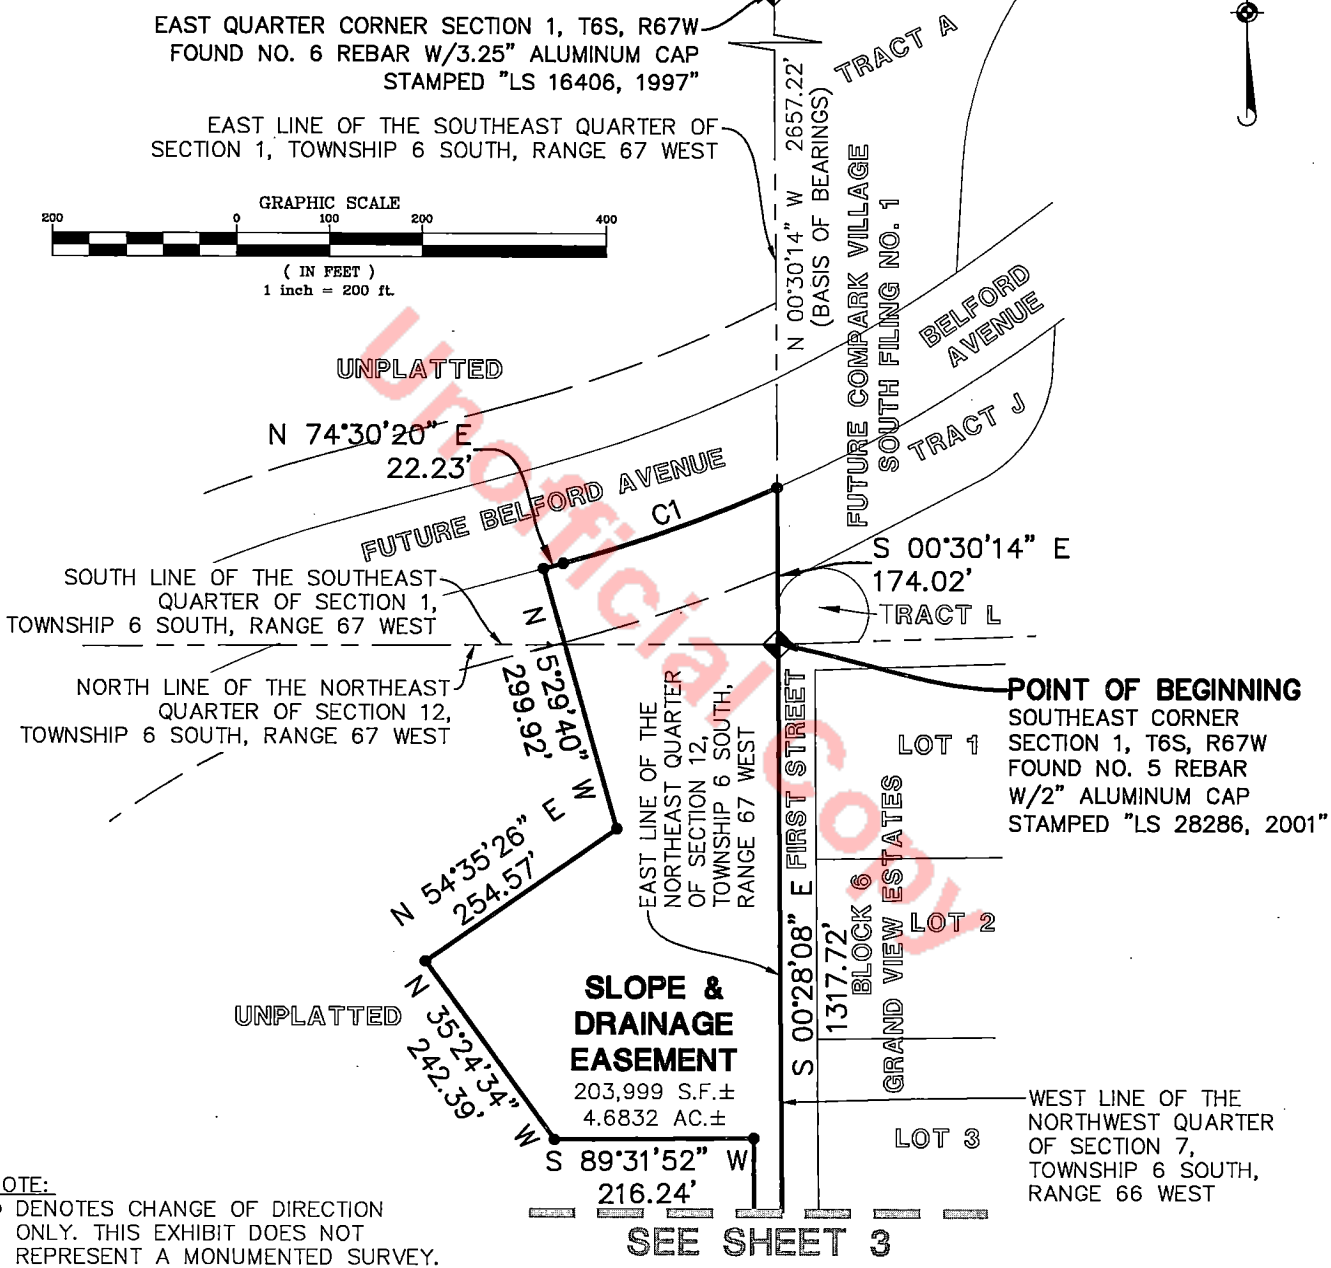 EAST QUARTER CORNER SECTION 1, T6S, R67W
FOUND NO. 6 REBAR W/3.25" ALUMINUM CAP
STAMPED "LS 16406, 1997"
EAST LINE OF THE SOUTHEAST QUARTER OF
SECTION 1, TOWNSHIP 6 SOUTH, RANGE 67 WEST
GRAPHIC SCALE
200 0 100 200 400
( IN FEET )
1 inch = 200 ft.
N 00°30'14" W 2657.22'
(BASIS OF BEARINGS)
TRACT A
FUTURE COMPARK VILLAGE
SOUTH FILING NO. 1
BELFORD
AVENUE
UNPLATTED
TRACT J
N 74°30'20" E
22.23'
FUTURE BELFORD AVENUE
C1
S 00°30'14" E
174.02'
TRACT L
SOUTH LINE OF THE SOUTHEAST
QUARTER OF SECTION 1,
TOWNSHIP 6 SOUTH, RANGE 67 WEST
NORTH LINE OF THE NORTHEAST
QUARTER OF SECTION 12,
TOWNSHIP 6 SOUTH, RANGE 67 WEST
N 15°29'40" W
299.92'
EAST LINE OF THE
NORTHEAST QUARTER
OF SECTION 12,
TOWNSHIP 6 SOUTH,
RANGE 67 WEST
FIRST STREET
POINT OF BEGINNING
SOUTHEAST CORNER
SECTION 1, T6S, R67W
FOUND NO. 5 REBAR
W/2" ALUMINUM CAP
STAMPED "LS 28286, 2001"
LOT 1
N 54°35'26" E
254.57'
S 00°28'08" E
1317.72'
BLOCK 6
GRAND VIEW ESTATES
LOT 2
UNPLATTED
N 35°24'34" W
242.39'
SLOPE &
DRAINAGE
EASEMENT
203,999 S.F.±
4.6832 AC.±
S 89°31'52" W
216.24'
LOT 3
WEST LINE OF THE
NORTHWEST QUARTER
OF SECTION 7,
TOWNSHIP 6 SOUTH,
RANGE 66 WEST
OTE:
DENOTES CHANGE OF DIRECTION
ONLY. THIS EXHIBIT DOES NOT
REPRESENT A MONUMENTED SURVEY.
SEE SHEET 3
Unofficial Copy